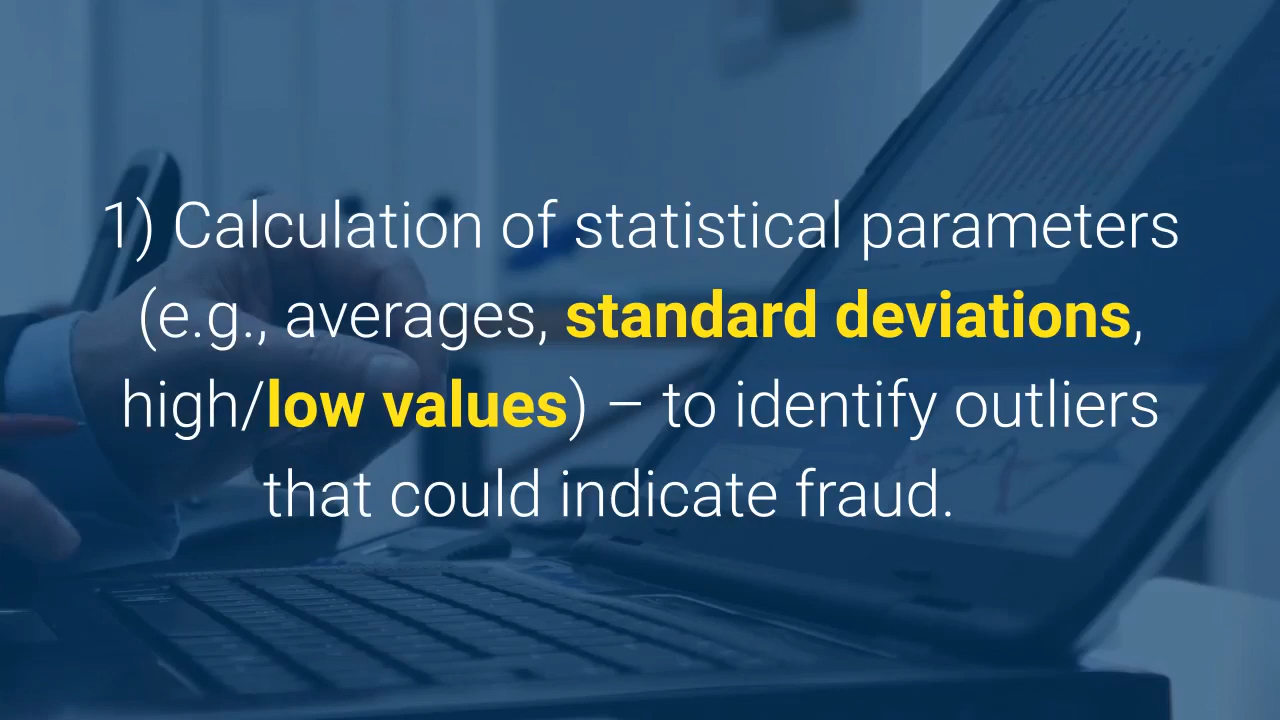 1) Calculation of statistical parameters
(e.g., averages, standard deviations,
high/low values) – to identify outliers
that could indicate fraud.